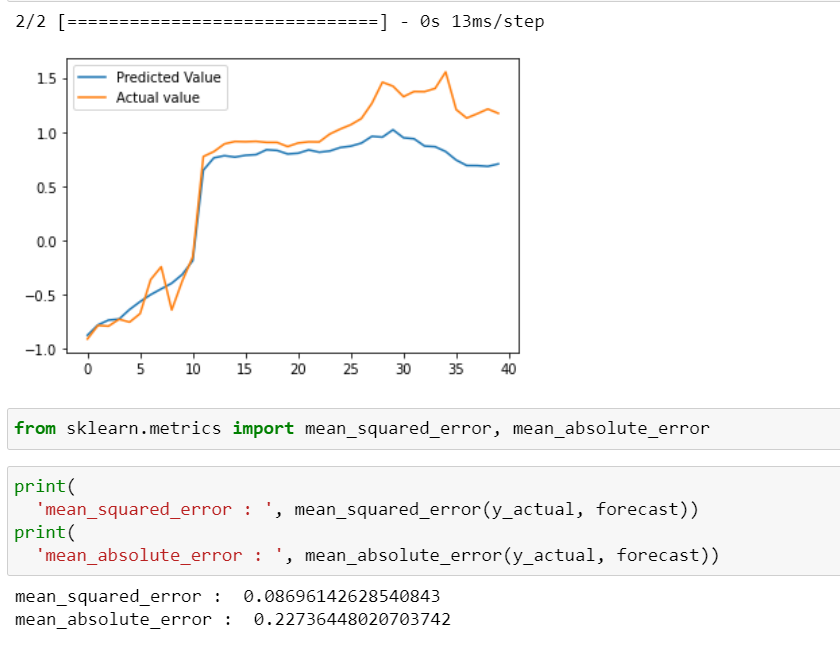 2/2 [==============================] - 0s 13ms/step
Predicted Value
Actual value
1.5
1.0
0.5
0.0
−0.5
−1.0
0 5 10 15 20 25 30 35 40
from sklearn.metrics import mean_squared_error, mean_absolute_error
print(
  'mean_squared_error : ', mean_squared_error(y_actual, forecast))
print(
  'mean_absolute_error : ', mean_absolute_error(y_actual, forecast))
mean_squared_error :  0.08696142628540843
mean_absolute_error :  0.22736448020703742